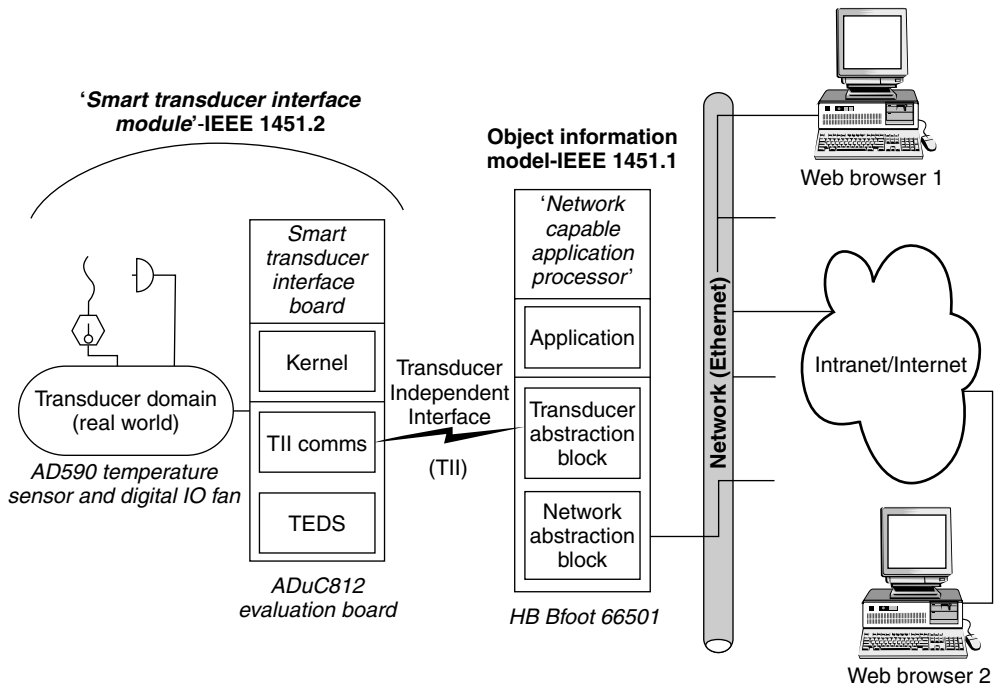 'Smart transducer interface
module'-IEEE 1451.2
Object information
model-IEEE 1451.1
Smart
transducer
interface
board
Kernel
TII comms
TEDS
ADuC812
evaluation board
Transducer domain
(real world)
AD590 temperature
sensor and digital IO fan
Transducer
Independent
Interface
(TII)
'Network
capable
application
processor'
Application
Transducer
abstraction
block
Network
abstraction
block
HB Bfoot 66501
Network (Ethernet)
Web browser 1
Intranet/Internet
Web browser 2